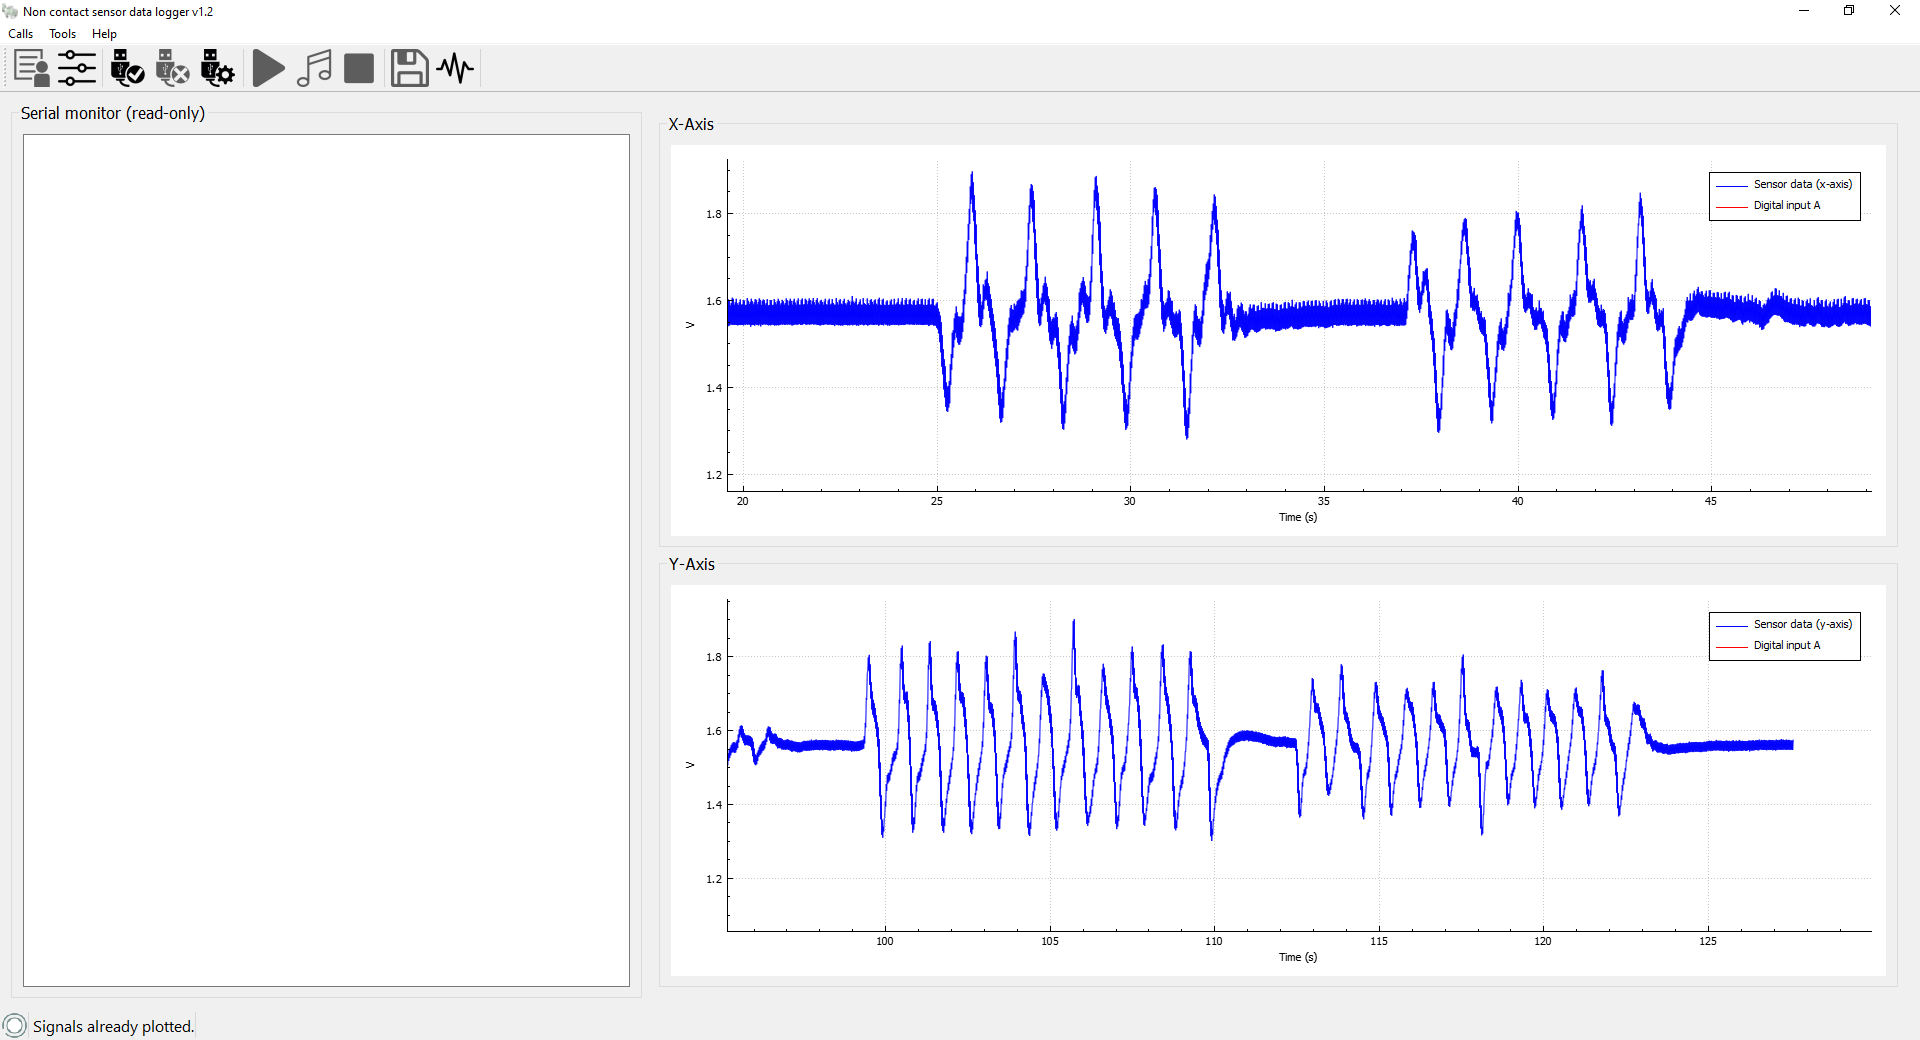 Non contact sensor data logger v1.2
Calls Tools Help
Serial monitor (read-only)
X-Axis
Sensor data (x-axis)
Digital input A
1.8
1.6
V
1.4
1.2
20 25 30 35 40 45
Time (s)
Y-Axis
Sensor data (y-axis)
Digital input A
1.8
1.6
V
1.4
1.2
100 105 110 115 120 125
Time (s)
Signals already plotted.